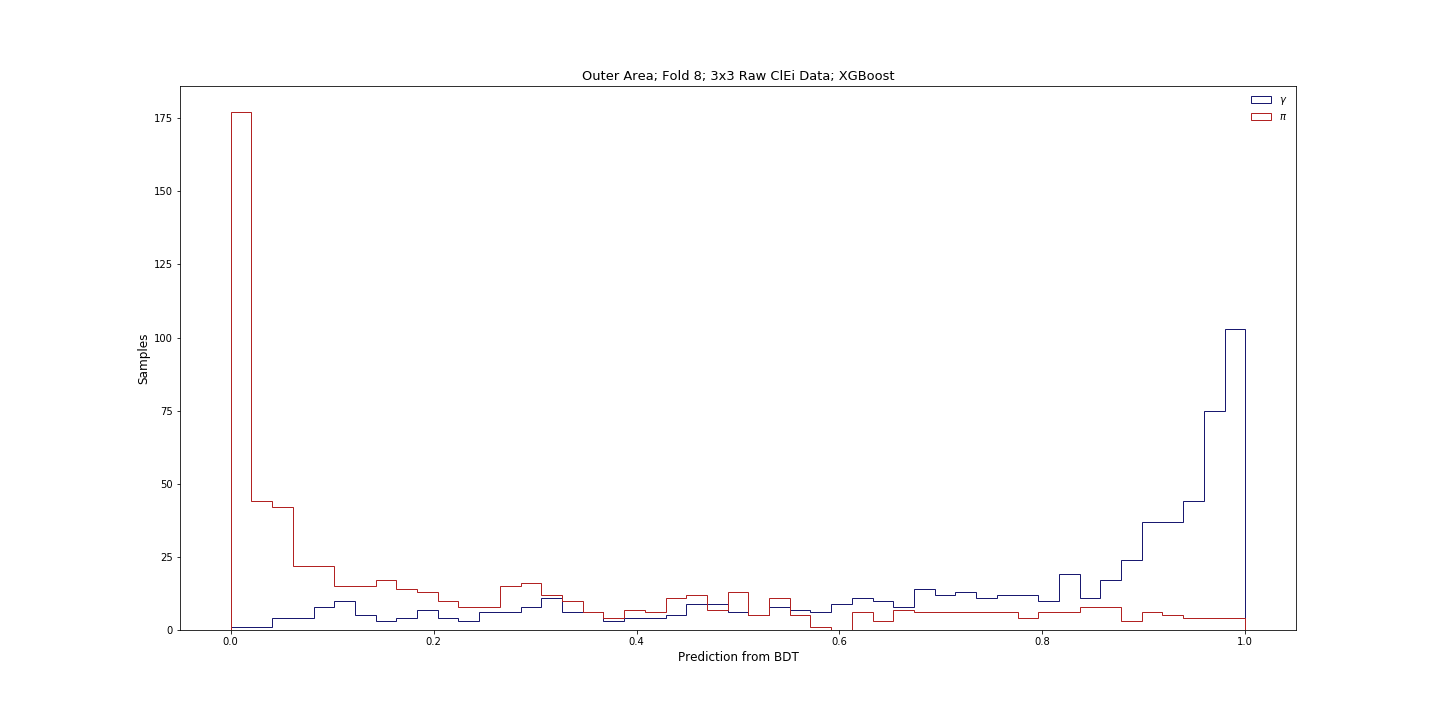 Outer Area; Fold 8; 3x3 Raw ClEi Data; XGBoost
γ
π
175
150
125
100
75
50
25
0
Samples
0.0 0.2 0.4 0.6 0.8 1.0
Prediction from BDT